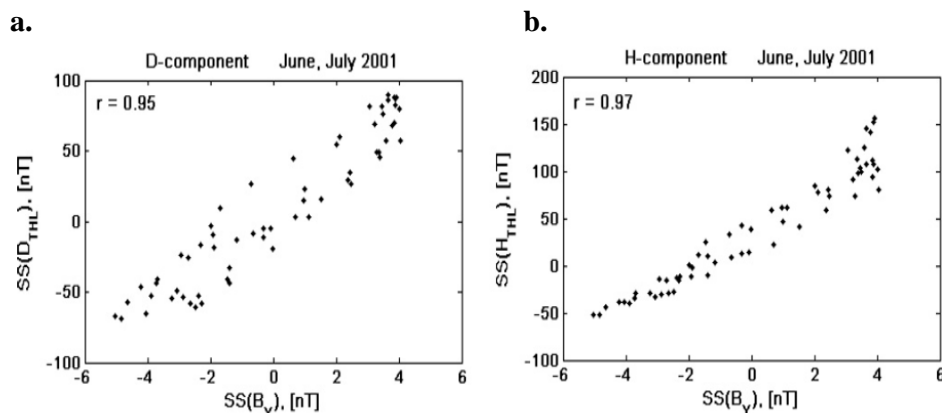 a.
D-component June, July 2001
r = 0.95
100
50
0
-50
-100
SS(D_THL), [nT]
-6 -4 -2 0 2 4 6
SS(B_Y), [nT]
b.
H-component June, July 2001
r = 0.97
200
150
100
50
0
-50
-100
SS(H_THL), [nT]
-6 -4 -2 0 2 4 6
SS(B_Y), [nT]